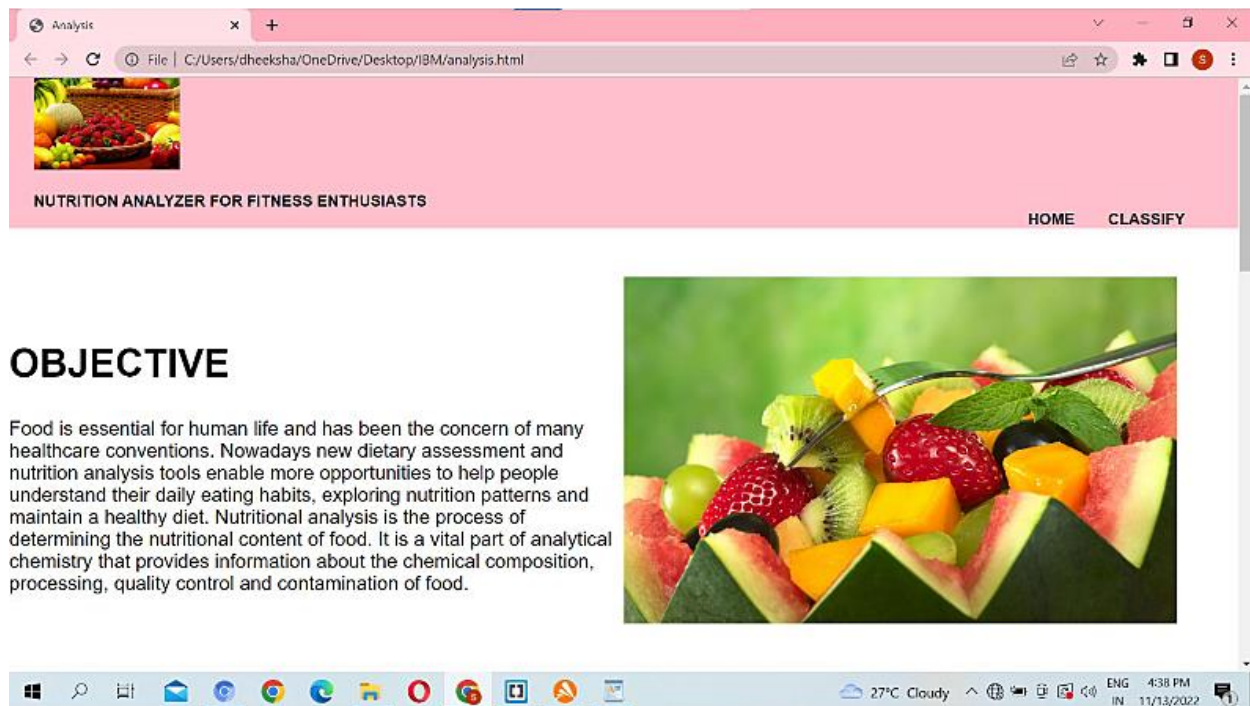 Analysis
File | C:/Users/dheeksha/OneDrive/Desktop/IBM/analysis.html
S
NUTRITION ANALYZER FOR FITNESS ENTHUSIASTS
HOME CLASSIFY
OBJECTIVE
Food is essential for human life and has been the concern of many
healthcare conventions. Nowadays new dietary assessment and
nutrition analysis tools enable more opportunities to help people
understand their daily eating habits, exploring nutrition patterns and
maintain a healthy diet. Nutritional analysis is the process of
determining the nutritional content of food. It is a vital part of analytical
chemistry that provides information about the chemical composition,
processing, quality control and contamination of food.
27°C Cloudy
ENG
IN
4:38 PM
11/13/2022
1